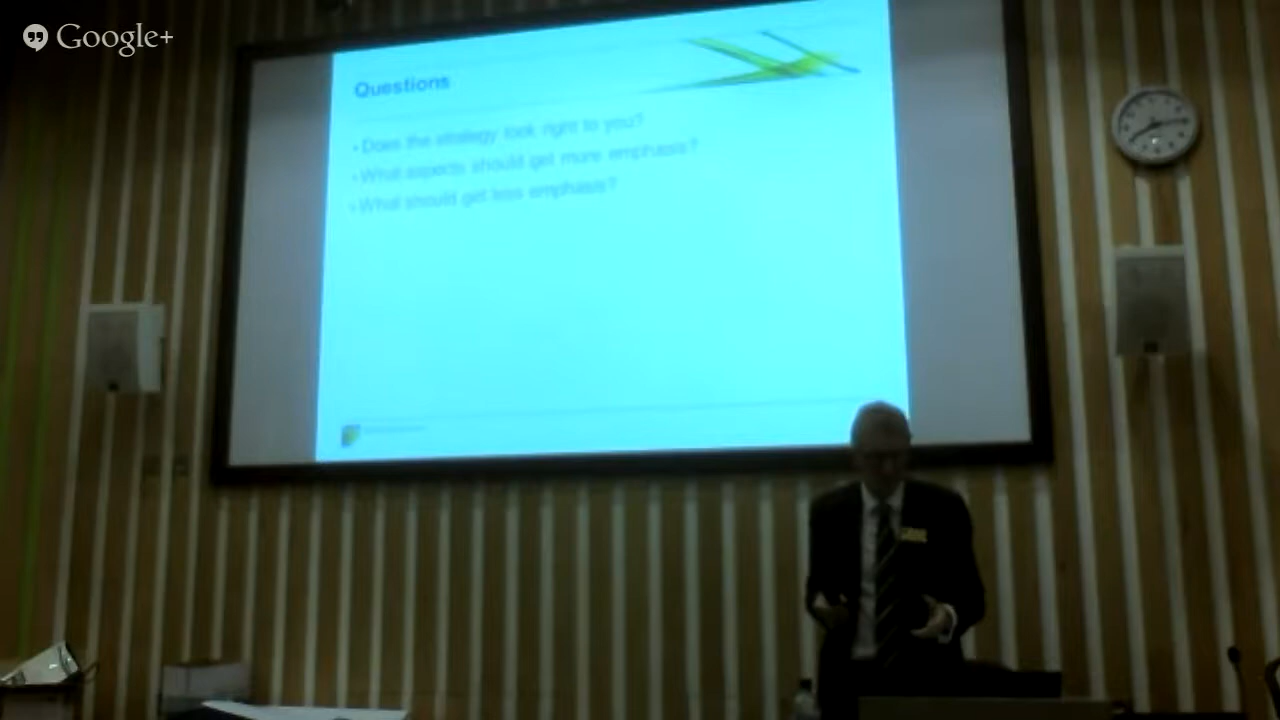 Google+
Questions
• Does the strategy look right to you?
• What aspects should get more emphasis?
• What should get less emphasis?